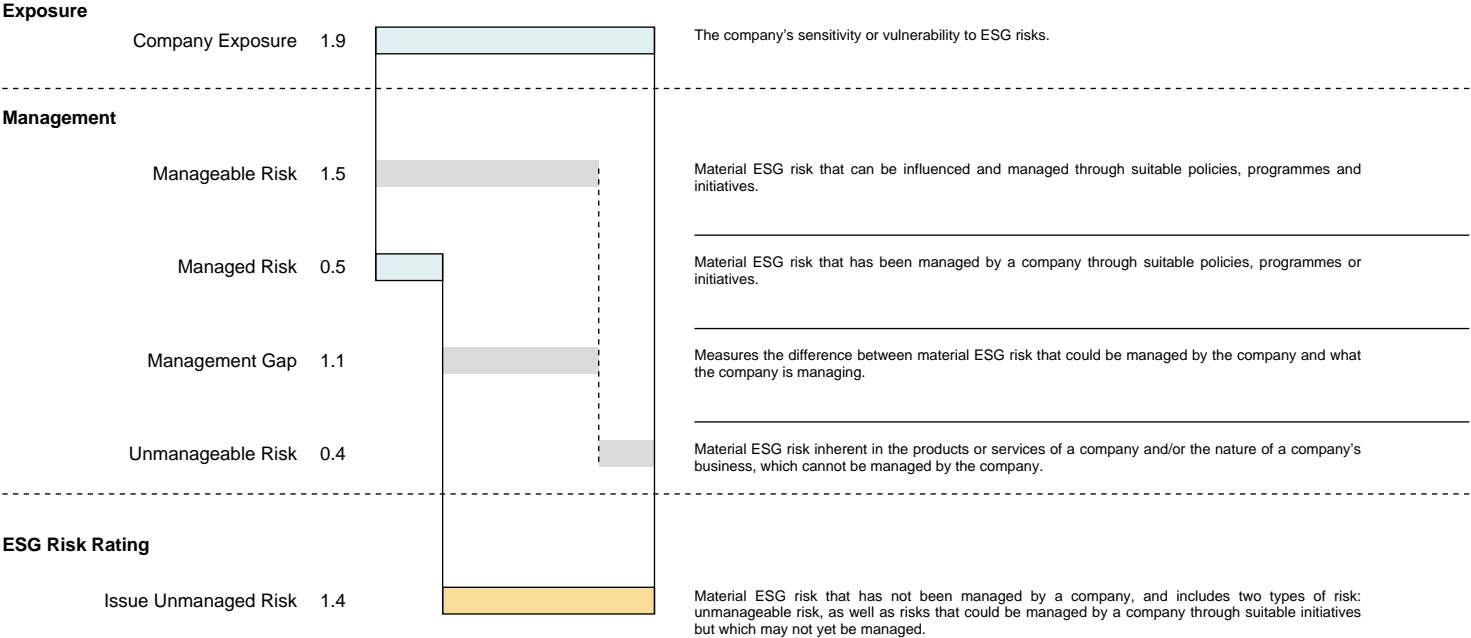 Exposure
Company Exposure 1.9
The company’s sensitivity or vulnerability to ESG risks.
Management
Manageable Risk 1.5
Material ESG risk that can be influenced and managed through suitable policies, programmes and
initiatives.
Managed Risk 0.5
Material ESG risk that has been managed by a company through suitable policies, programmes or
initiatives.
Management Gap 1.1
Measures the difference between material ESG risk that could be managed by the company and what
the company is managing.
Unmanageable Risk 0.4
Material ESG risk inherent in the products or services of a company and/or the nature of a company’s
business, which cannot be managed by the company.
ESG Risk Rating
Issue Unmanaged Risk 1.4
Material ESG risk that has not been managed by a company, and includes two types of risk:
unmanageable risk, as well as risks that could be managed by a company through suitable initiatives
but which may not yet be managed.